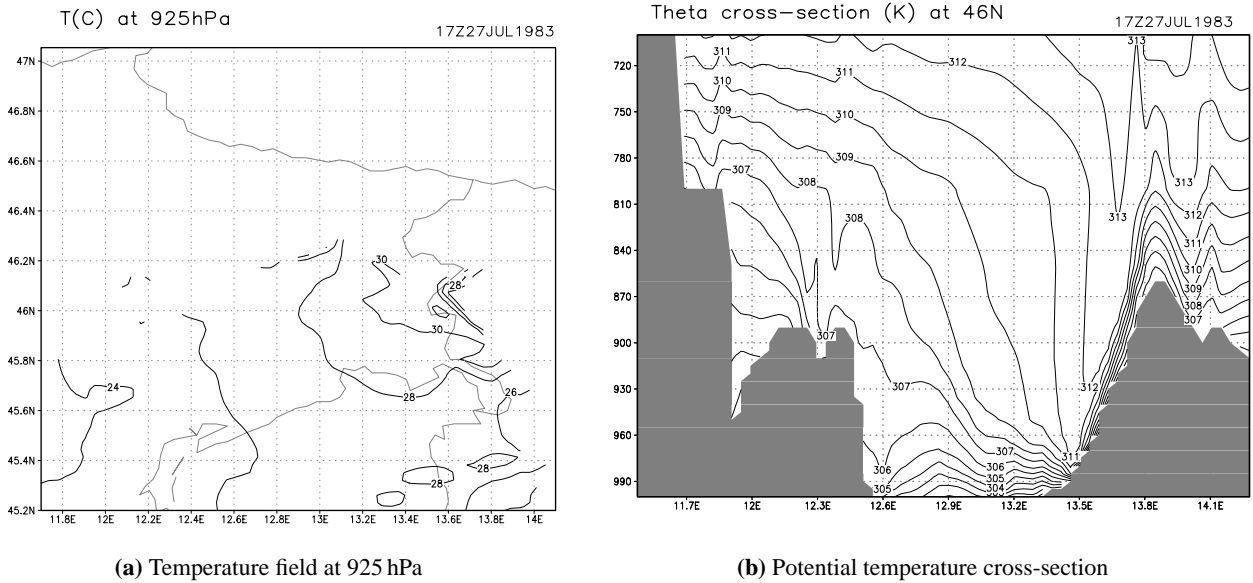 T(C) at 925hPa
17Z27JUL1983
47N
46.8N
46.6N
46.4N
46.2N
46N
45.8N
45.6N
45.4N
45.2N
30
28
30
24
28
26
28
28
11.8E 12E 12.2E 12.4E 12.6E 12.8E 13E 13.2E 13.4E 13.6E 13.8E 14E
(a) Temperature field at 925 hPa
Theta cross-section (K) at 46N
17Z27JUL1983
720
750
780
810
840
870
900
930
960
990
313
311
312
311
310
310
309
309
307
308
313
308
313
312
311
310
309
308
307
307
307
312
311
307
306
306
305
305
304
11.7E 12E 12.3E 12.6E 12.9E 13.2E 13.5E 13.8E 14.1E
(b) Potential temperature cross-section